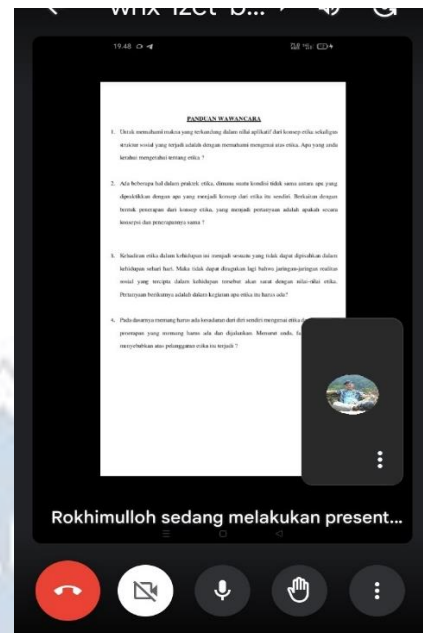 19.48
PANDUAN WAWANCARA
1. Untuk memahami makna yang terkandung dalam nilai aplikatif dari konsep etika sekaligus
struktur sosial yang terjadi adalah dengan memahami mengenai atas etika. Apa yang anda
ketahui mengetahui tentang etika ?
2. Ada beberapa hal dalam praktek etika, dimana suatu kondisi tidak sama antara apa yang
dipraktikkan dengan apa yang menjadi konsep dari etika itu sendiri. Berkaitan dengan
bentuk penerapan dari konsep etika, yang menjadi pertanyaan adalah apakah secara
konsepsi dan penerapannya sama ?
3. Kehadiran etika dalam kehidupan ini menjadi sesuatu yang tidak dapat dipisahkan dalam
kehidupan sehari hari. Maka tidak dapat diragukan lagi bahwa jaringan-jaringan realitas
sosial yang tercipta dalam kehidupan tersebut akan sarat dengan nilai-nilai etika.
Pertanyaan berikutnya adalah dalam kegiatan apa etika itu harus ada?
4. Pada dasarnya memang harus ada kesadaran dari diri sendiri mengenai etika
penerapan yang memang harus ada dan dijalankan. Menurut anda,
menyebabkan atas pelanggaran etika itu terjadi ?
Rokhimulloh sedang melakukan present...